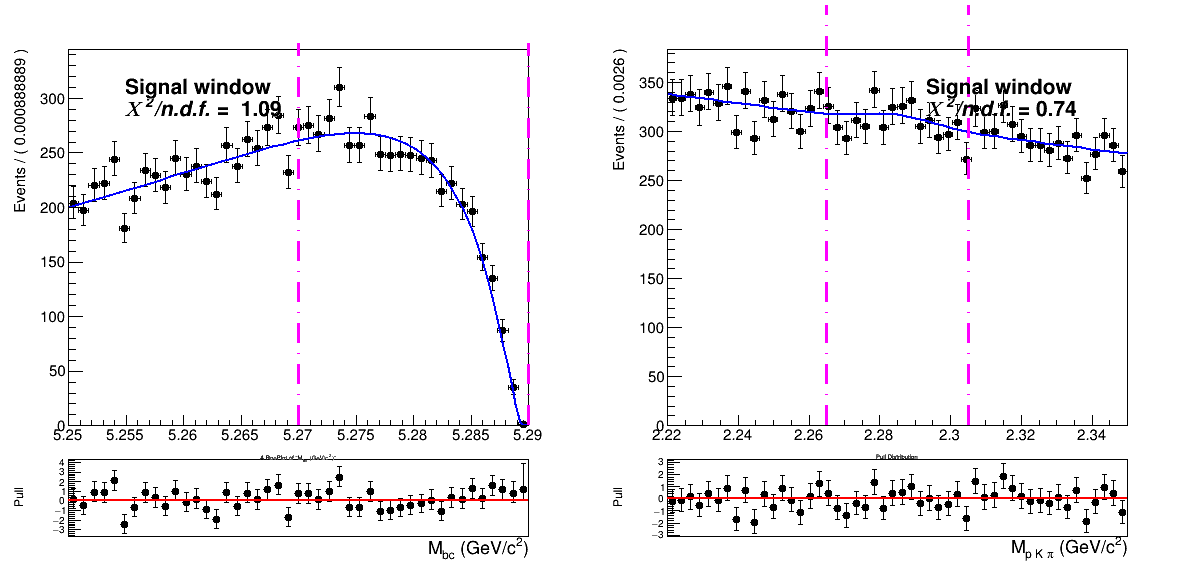 Events / ( 0.000888889 )
Signal window
X²/n.d.f. = 1.09
300
250
200
150
100
50
0
5.25 5.255 5.26 5.265 5.27 5.275 5.28 5.285 5.29
Pull
4
3
2
1
0
−1
−2
−3
M_bc (GeV/c²)
Events / ( 0.0026 )
Signal window
X²/n.d.f. = 0.74
350
300
250
200
150
100
50
0
2.22 2.24 2.26 2.28 2.3 2.32 2.34
Pull Distribution
Pull
3
2
1
0
−1
−2
−3
M_p K π (GeV/c²)